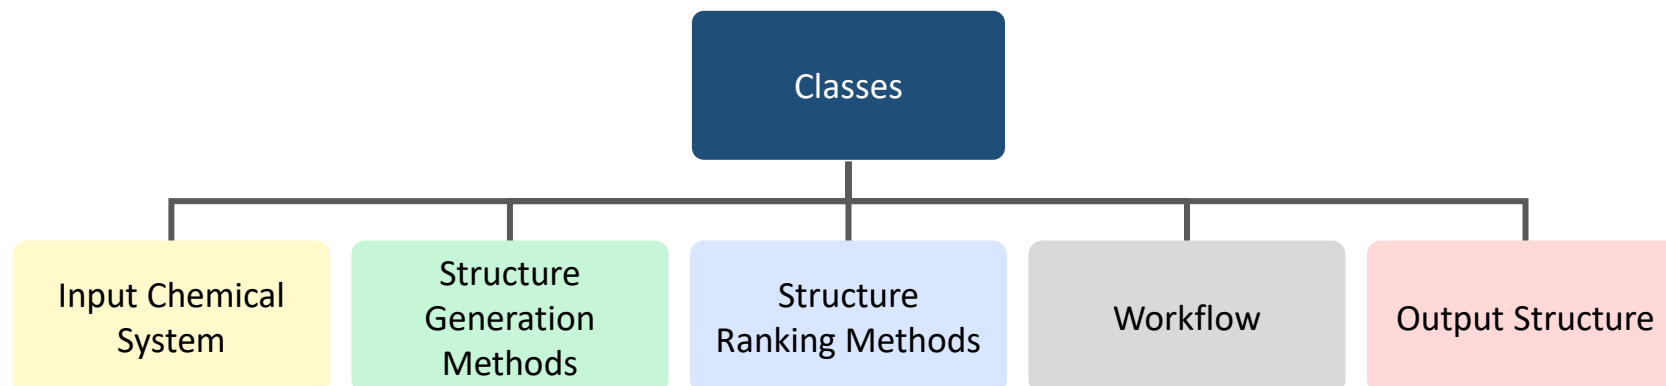 Classes
Input Chemical
System
Structure
Generation
Methods
Structure
Ranking Methods
Workflow
Output Structure